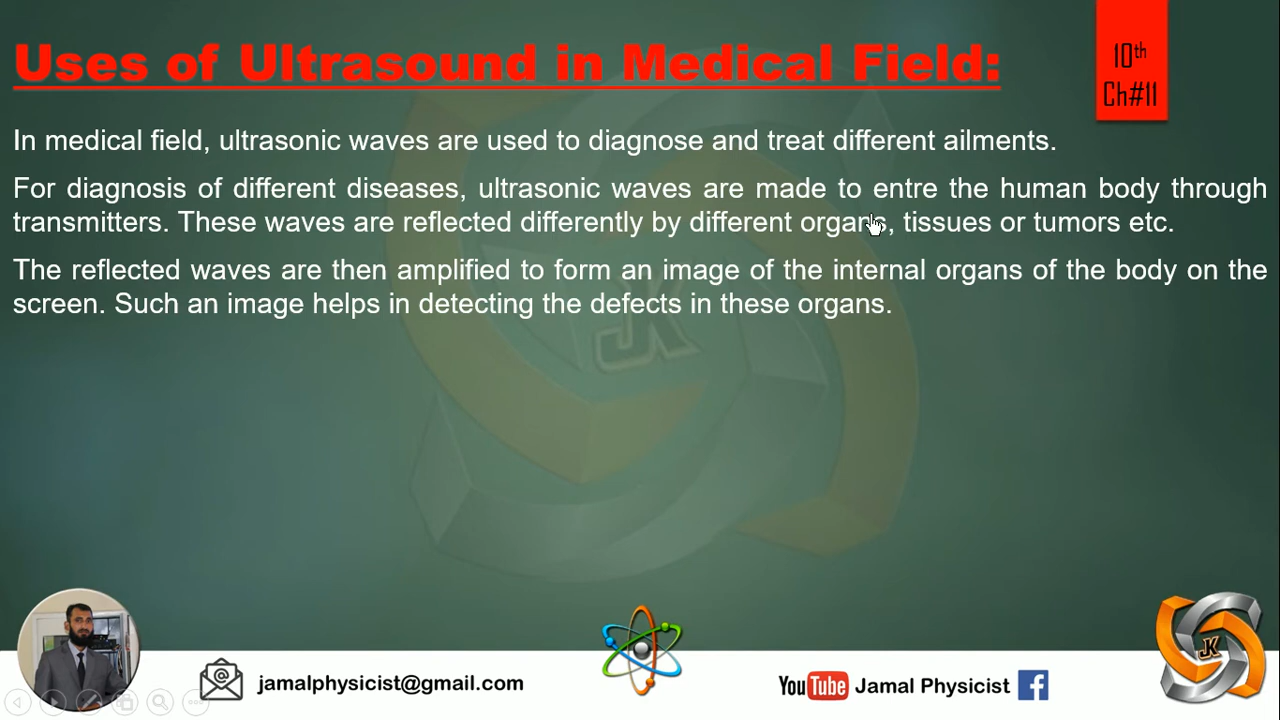 Uses of Ultrasound in Medical Field:
10th
Ch#11
In medical field, ultrasonic waves are used to diagnose and treat different ailments.
For diagnosis of different diseases, ultrasonic waves are made to entre the human body through
transmitters. These waves are reflected differently by different organs, tissues or tumors etc.
The reflected waves are then amplified to form an image of the internal organs of the body on the
screen. Such an image helps in detecting the defects in these organs.
JK
jamalphysicist@gmail.com
YouTube Jamal Physicist f
JK